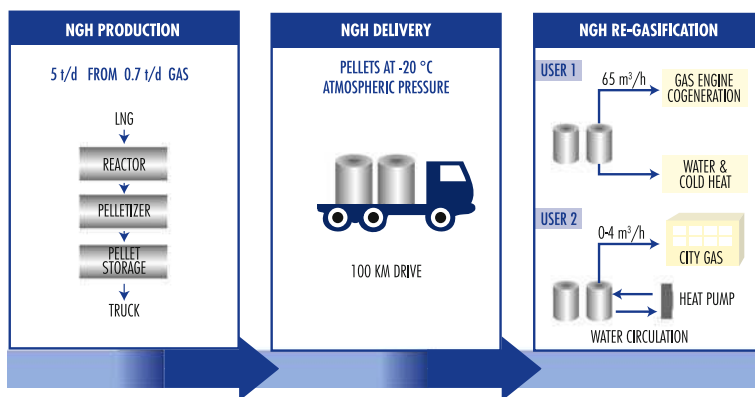 NGH PRODUCTION
5 t/d FROM 0.7 t/d GAS
LNG
REACTOR
PELLETIZER
PELLET
STORAGE
TRUCK
NGH DELIVERY
PELLETS AT -20 °C
ATMOSPHERIC PRESSURE
100 KM DRIVE
NGH RE-GASIFICATION
USER 1
65 m³/h
GAS ENGINE
COGENERATION
WATER &
COLD HEAT
USER 2
0-4 m³/h
CITY GAS
HEAT PUMP
WATER CIRCULATION